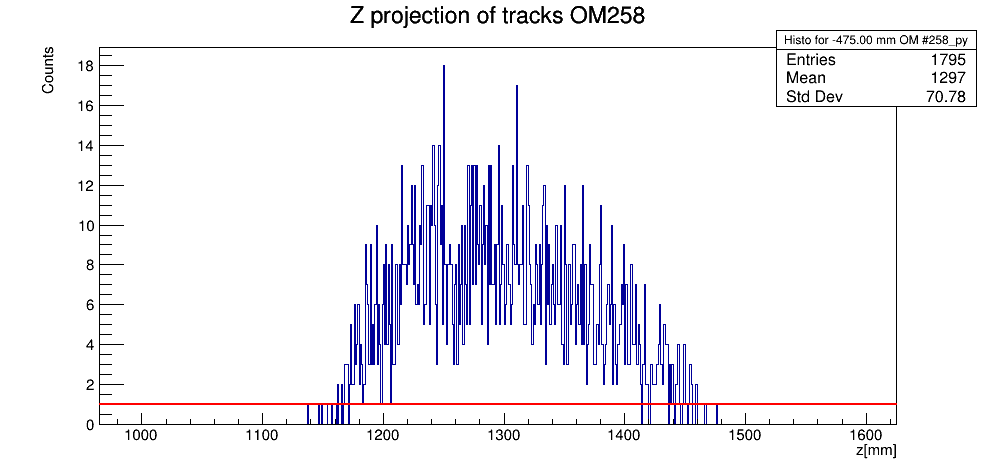 Z projection of tracks OM258
Histo for -475.00 mm OM #258_py
Entries 1795
Mean 1297
Std Dev 70.78
Counts
18
16
14
12
10
8
6
4
2
0
1000 1100 1200 1300 1400 1500 1600
z[mm]